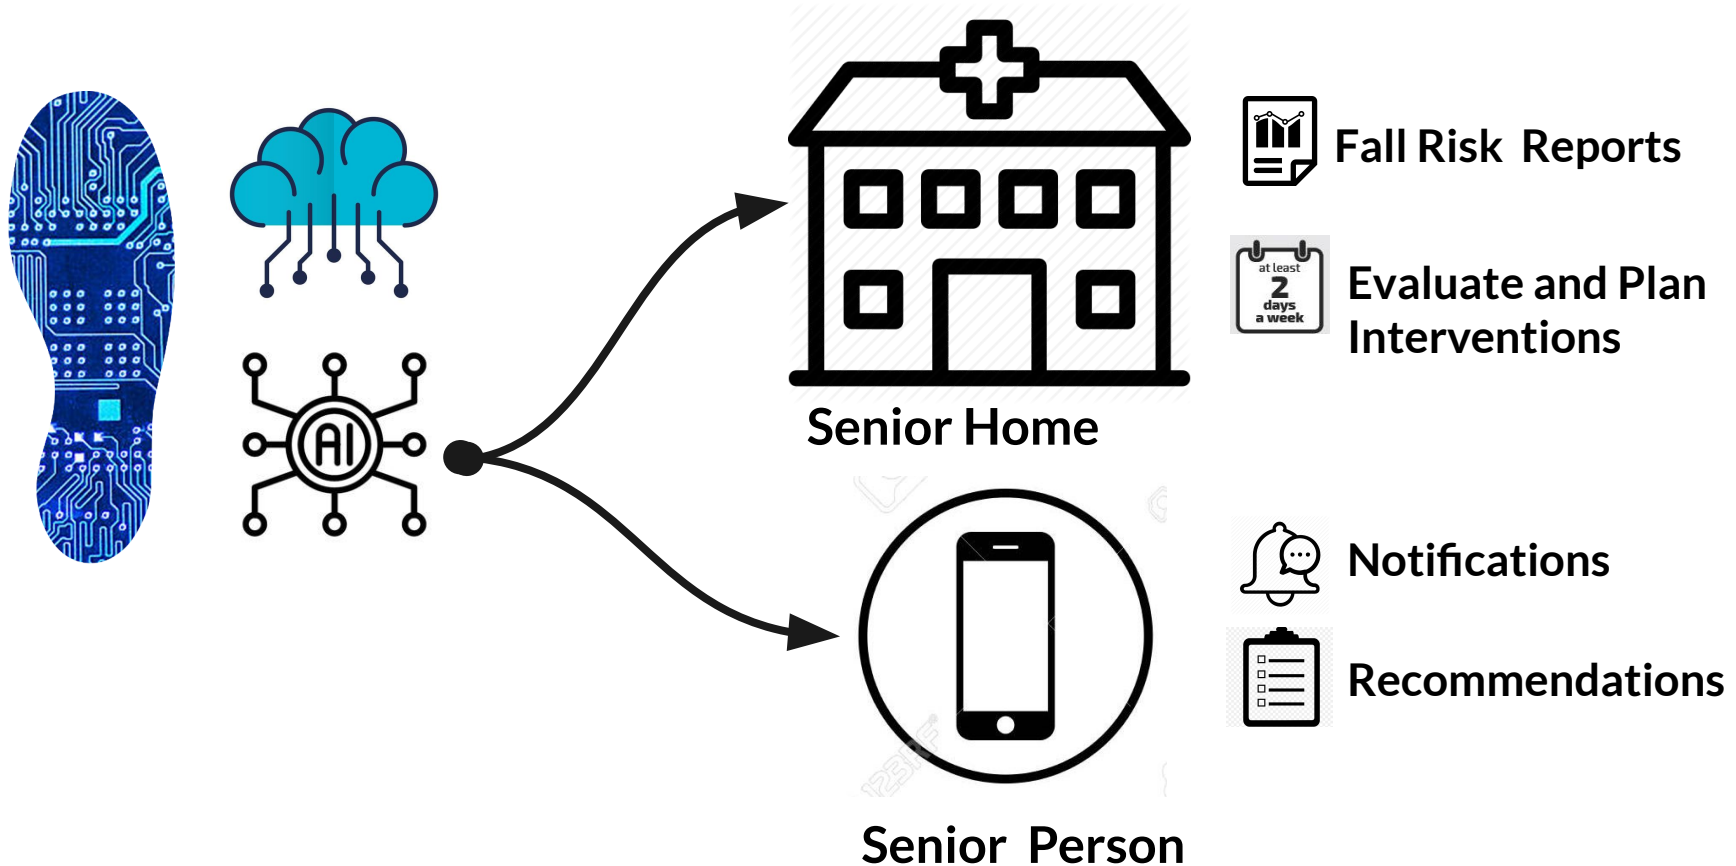 AI
Senior Home
Fall Risk Reports
at least
2
days
a week
Evaluate and Plan
Interventions
Senior Person
Notifications
Recommendations
123RF